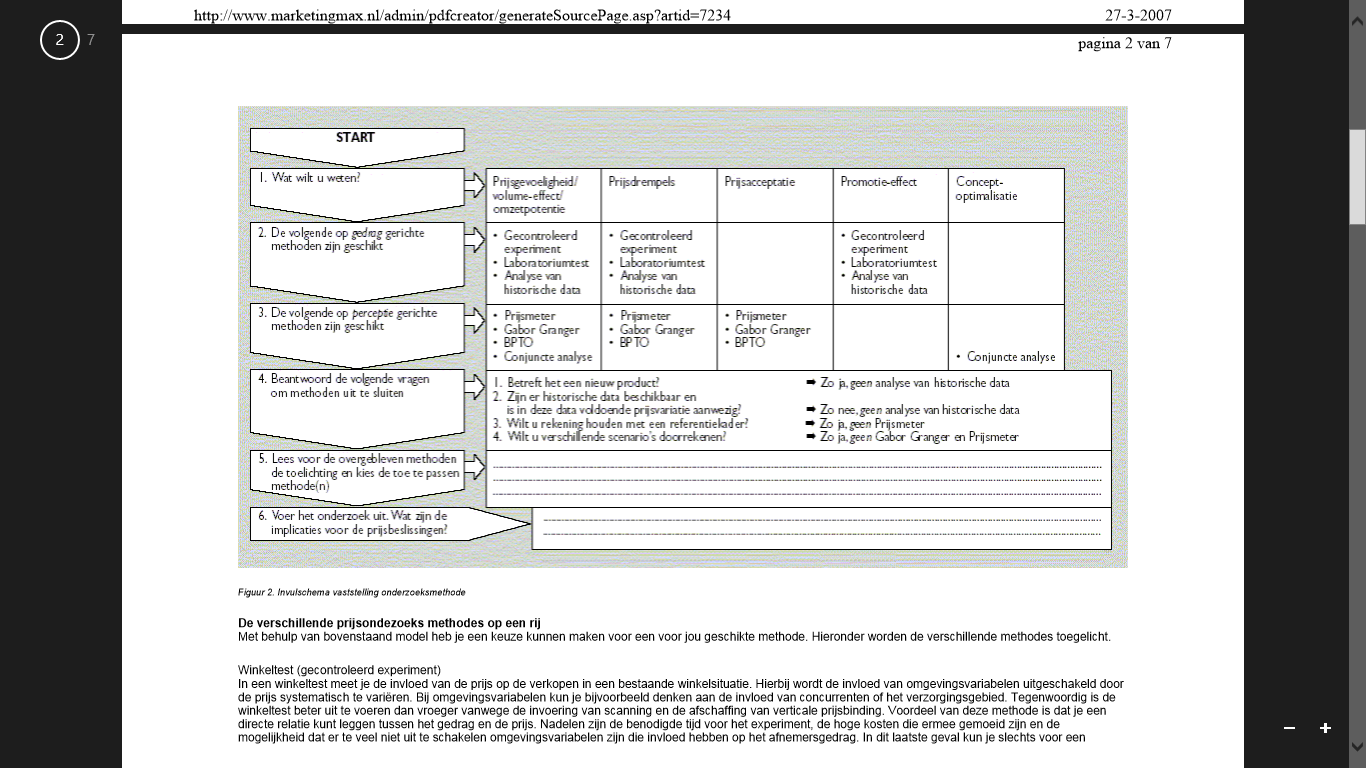 http://www.marketingmax.nl/admin/pdfcreator/generateSourcePage.asp?artid=7234 27-3-2007
2 7
pagina 2 van 7
START
1. Wat wilt u weten?
Prijsgevoeligheid/
volume-effect/
omzetpotentie
Prijsdrempels
Prijsacceptatie
Promotie-effect
Concept-
optimalisatie
2. De volgende op gedrag gerichte
methoden zijn geschikt
• Gecontroleerd
experiment
• Laboratoriumtest
• Analyse van
historische data
• Gecontroleerd
experiment
• Laboratoriumtest
• Analyse van
historische data
• Gecontroleerd
experiment
• Laboratoriumtest
• Analyse van
historische data
3. De volgende op perceptie gerichte
methoden zijn geschikt
• Prijsmeter
• Gabor Granger
• BPTO
• Conjuncte analyse
• Prijsmeter
• Gabor Granger
• BPTO
• Prijsmeter
• Gabor Granger
• BPTO
• Conjuncte analyse
4. Beantwoord de volgende vragen
om methoden uit te sluiten
1. Betreft het een nieuw product? ➡ Zo ja, geen analyse van historische data
2. Zijn er historische data beschikbaar en
is in deze data voldoende prijsvariatie aanwezig? ➡ Zo nee, geen analyse van historische data
3. Wilt u rekening houden met een referentiekader? ➡ Zo ja, geen Prijsmeter
4. Wilt u verschillende scenario's doorrekenen? ➡ Zo ja, geen Gabor Granger en Prijsmeter
5. Lees voor de overgebleven methoden
de toelichting en kies de toe te passen
methode(n)
6. Voer het onderzoek uit. Wat zijn de
implicaties voor de prijsbeslissingen?
Figuur 2. Invulschema vaststelling onderzoeksmethode
De verschillende prijsondezoeks methodes op een rij
Met behulp van bovenstaand model heb je een keuze kunnen maken voor een voor jou geschikte methode. Hieronder worden de verschillende methodes toegelicht.
Winkeltest (gecontroleerd experiment)
In een winkeltest meet je de invloed van de prijs op de verkopen in een bestaande winkelsituatie. Hierbij wordt de invloed van omgevingsvariabelen uitgeschakeld door
de prijs systematisch te variëren. Bij omgevingsvariabelen kun je bijvoorbeeld denken aan de invloed van concurrenten of het verzorgingsgebied. Tegenwoordig is de
winkeltest beter uit te voeren dan vroeger vanwege de invoering van scanning en de afschaffing van verticale prijsbinding. Voordeel van deze methode is dat je een
directe relatie kunt leggen tussen het gedrag en de prijs. Nadelen zijn de benodigde tijd voor het experiment, de hoge kosten die ermee gemoeid zijn en de
mogelijkheid dat er te veel niet uit te schakelen omgevingsvariabelen zijn die invloed hebben op het afnemersgedrag. In dit laatste geval kun je slechts voor een